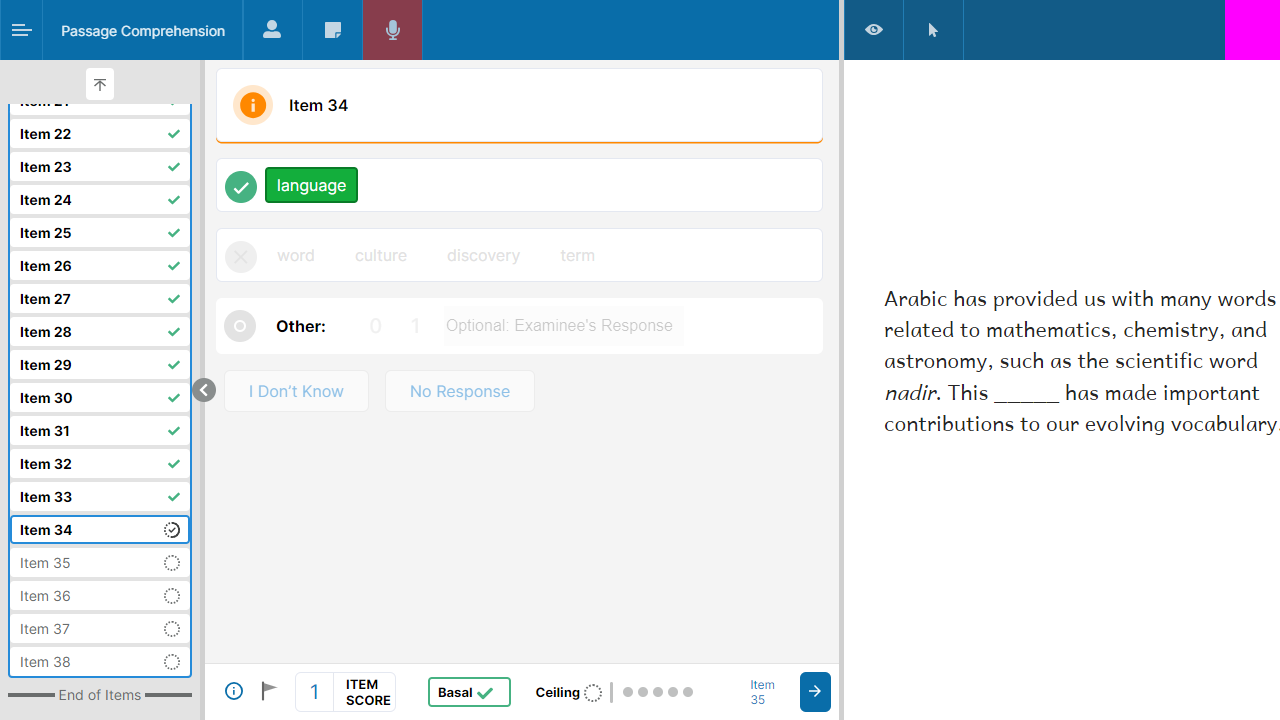 Passage Comprehension
Item 21
Item 22
Item 23
Item 24
Item 25
Item 26
Item 27
Item 28
Item 29
Item 30
Item 31
Item 32
Item 33
Item 34
Item 35
Item 36
Item 37
Item 38
End of Items
Item 34
language
word culture discovery term
Other: 0 1 Optional: Examinee's Response
I Don't Know No Response
1 ITEM SCORE
Basal
Ceiling
Item 35
Arabic has provided us with many words
related to mathematics, chemistry, and
astronomy, such as the scientific word
nadir. This _____ has made important
contributions to our evolving vocabulary.